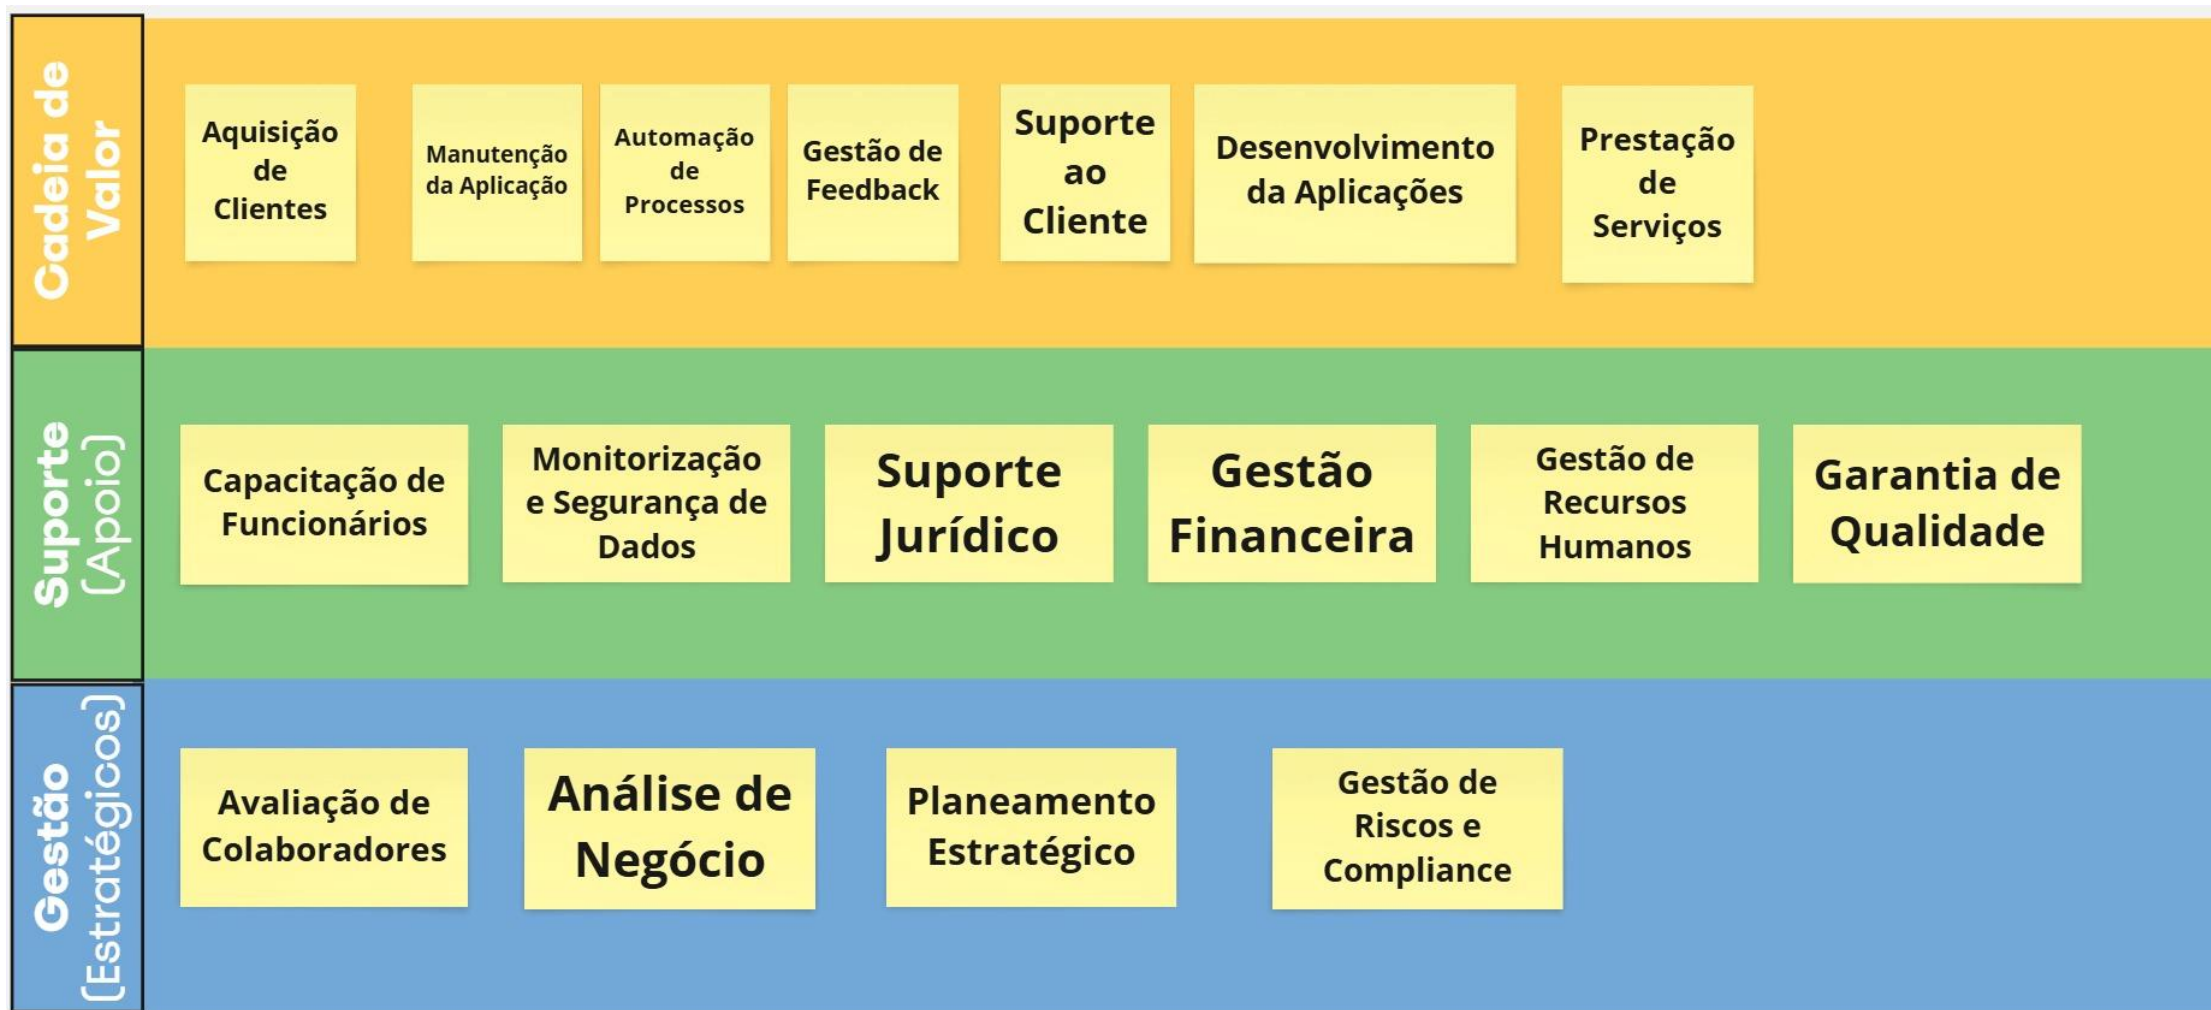 Cadeia de
Valor
Aquisição
de
Clientes
Manutenção
da Aplicação
Automação
de
Processos
Gestão de
Feedback
Suporte
ao
Cliente
Desenvolvimento
da Aplicações
Prestação
de
Serviços
Suporte
(Apoio)
Capacitação de
Funcionários
Monitorização
e Segurança de
Dados
Suporte
Jurídico
Gestão
Financeira
Gestão de
Recursos
Humanos
Garantia de
Qualidade
Gestão
(Estratégicos)
Avaliação de
Colaboradores
Análise de
Negócio
Planeamento
Estratégico
Gestão de
Riscos e
Compliance